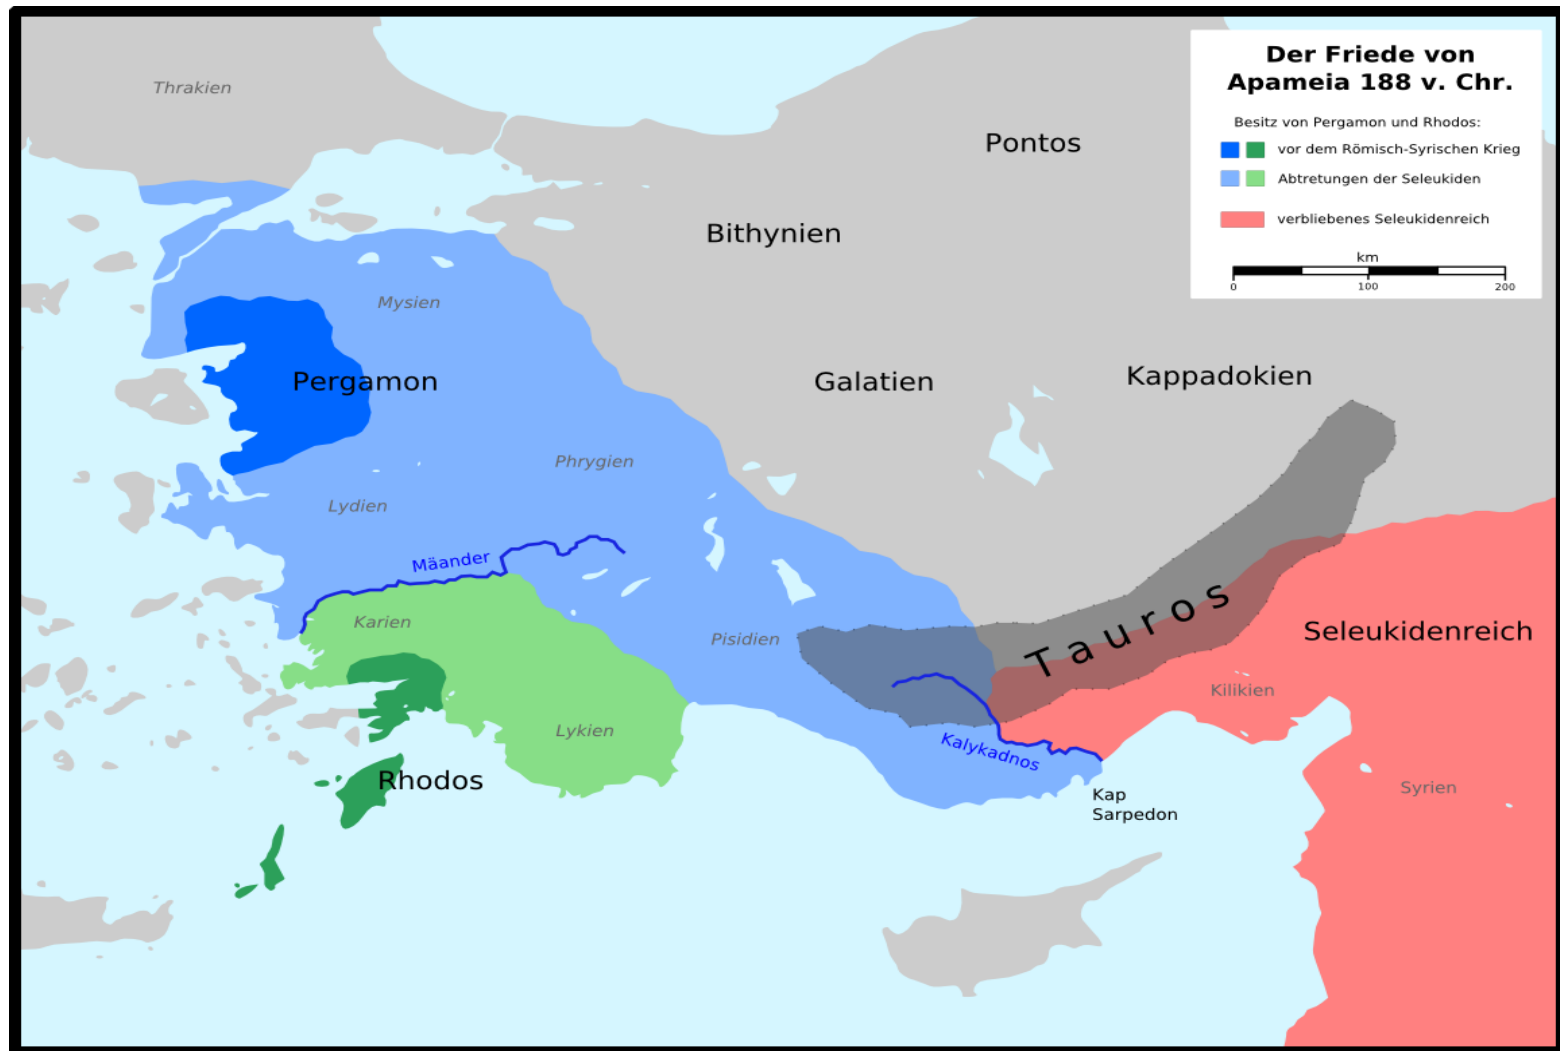 Der Friede von
Apameia 188 v. Chr.
Besitz von Pergamon und Rhodos:
vor dem Römisch-Syrischen Krieg
Abtretungen der Seleukiden
verbliebenes Seleukidenreich
km
0 100 200
Thrakien
Pontos
Bithynien
Mysien
Pergamon
Galatien
Kappadokien
Phrygien
Lydien
Mäander
Karien
Pisidien
Tauros
Seleukidenreich
Kilikien
Lykien
Kalykadnos
Rhodos
Kap
Sarpedon
Syrien